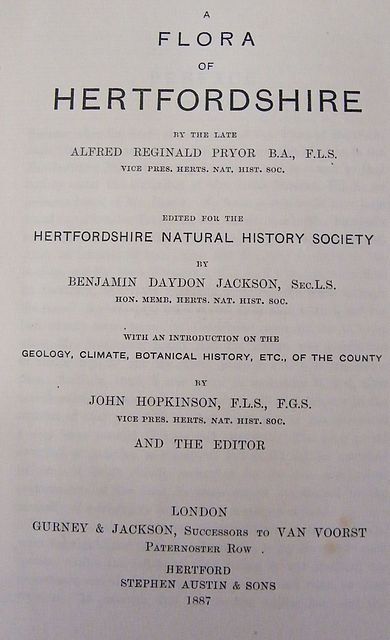 A
FLORA
OF
HERTFORDSHIRE
BY THE LATE
ALFRED REGINALD PRYOR B.A., F.L.S.
VICE PRES. HERTS. NAT. HIST. SOC.
EDITED FOR THE
HERTFORDSHIRE NATURAL HISTORY SOCIETY
BY
BENJAMIN DAYDON JACKSON, SEC.L.S.
HON. MEMB. HERTS. NAT. HIST. SOC.
WITH AN INTRODUCTION ON THE
GEOLOGY, CLIMATE, BOTANICAL HISTORY, ETC., OF THE COUNTY
BY
JOHN HOPKINSON, F.L.S., F.G.S.
VICE PRES. HERTS. NAT. HIST. SOC.
AND THE EDITOR
LONDON
GURNEY & JACKSON, SUCCESSORS TO VAN VOORST
PATERNOSTER ROW .
HERTFORD
STEPHEN AUSTIN & SONS
1887